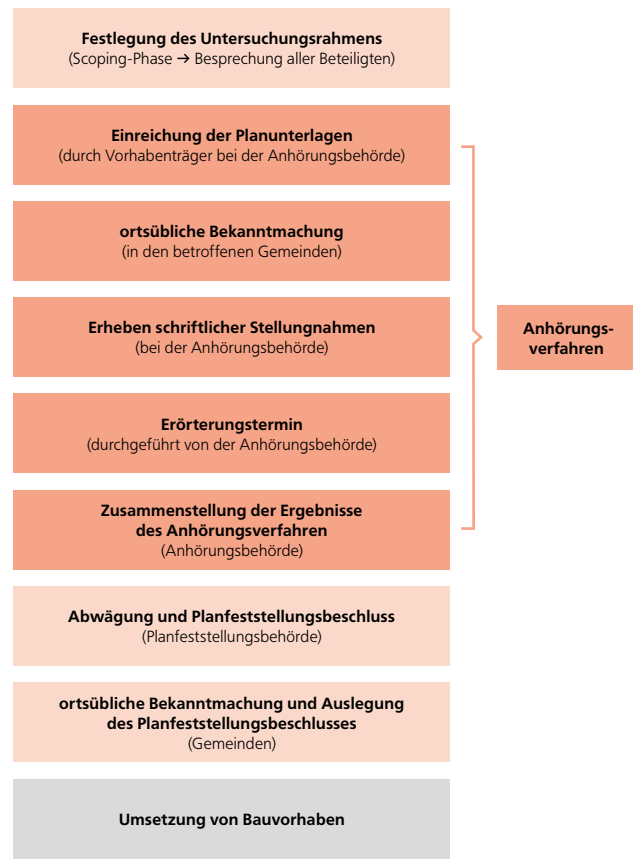 Festlegung des Untersuchungsrahmens
(Scoping-Phase → Besprechung aller Beteiligten)
Einreichung der Planunterlagen
(durch Vorhabenträger bei der Anhörungsbehörde)
ortsübliche Bekanntmachung
(in den betroffenen Gemeinden)
Erheben schriftlicher Stellungnahmen
(bei der Anhörungsbehörde)
Anhörungs-
verfahren
Erörterungstermin
(durchgeführt von der Anhörungsbehörde)
Zusammenstellung der Ergebnisse
des Anhörungsverfahren
(Anhörungsbehörde)
Abwägung und Planfeststellungsbeschluss
(Planfeststellungsbehörde)
ortsübliche Bekanntmachung und Auslegung
des Planfeststellungsbeschlusses
(Gemeinden)
Umsetzung von Bauvorhaben